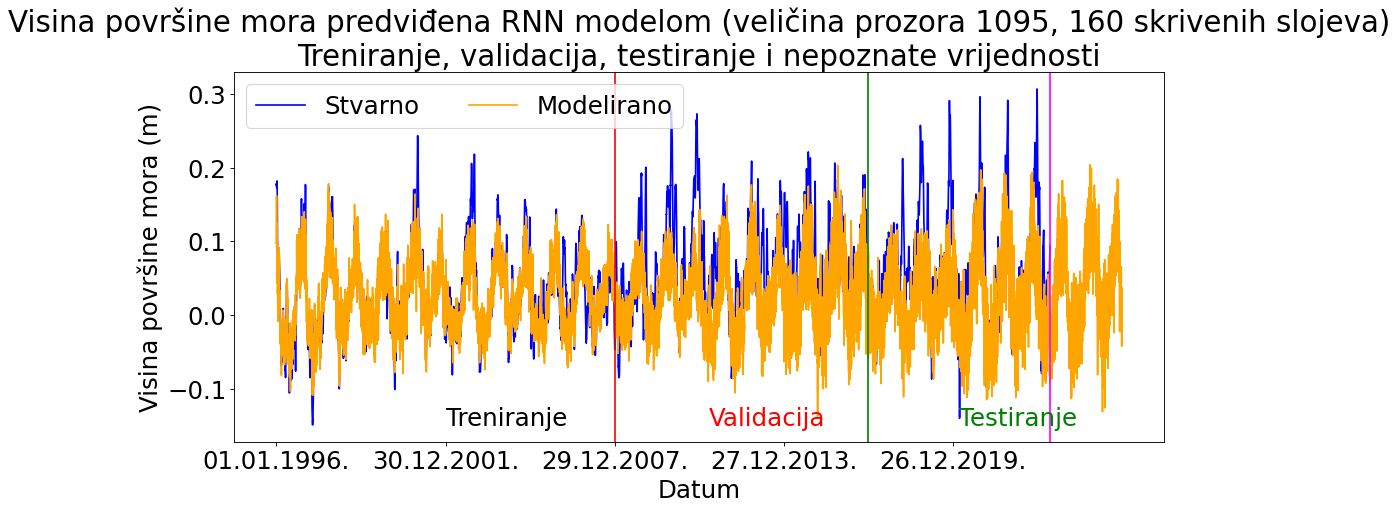 Visina površine mora predviđena RNN modelom (veličina prozora 1095, 160 skrivenih slojeva)
Treniranje, validacija, testiranje i nepoznate vrijednosti
Stvarno
Modelirano
Visina površine mora (m)
0.3
0.2
0.1
0.0
−0.1
Treniranje
Validacija
Testiranje
01.01.1996.
30.12.2001.
29.12.2007.
27.12.2013.
26.12.2019.
Datum